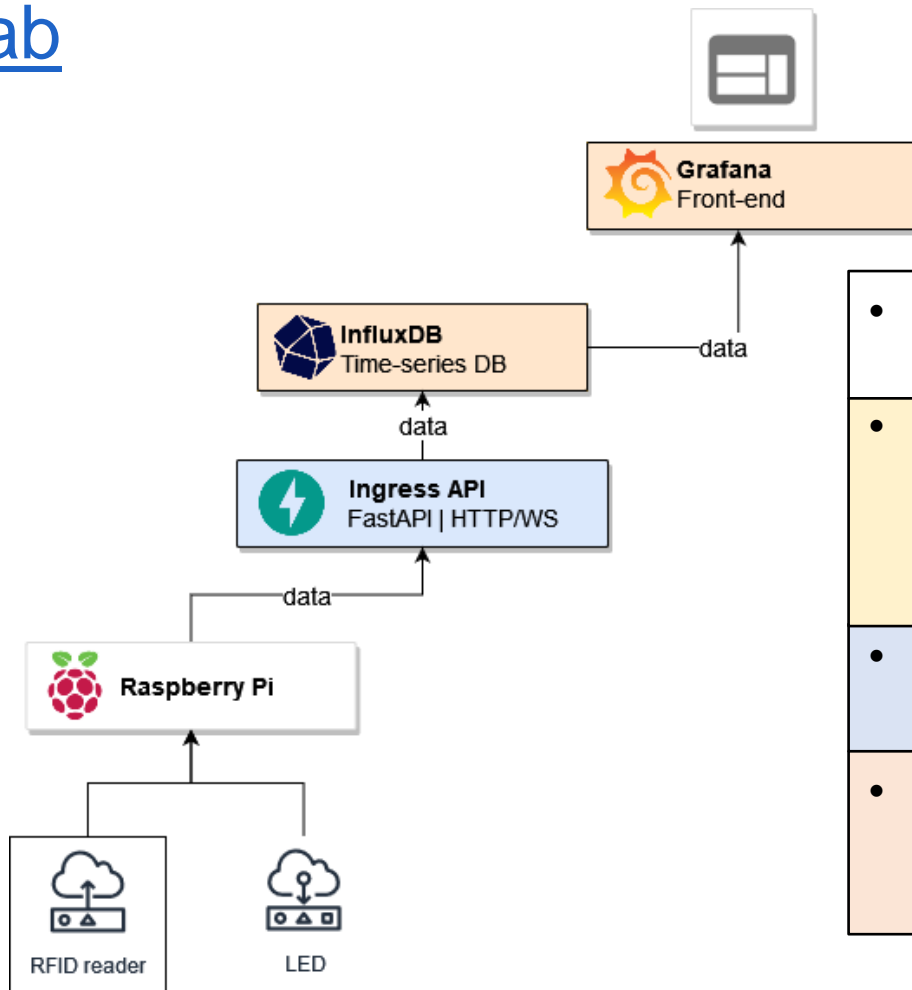 ab
Grafana
Front-end
InfluxDB
Time-series DB
data
data
Ingress API
FastAPI | HTTP/WS
data
Raspberry Pi
RFID reader
LED